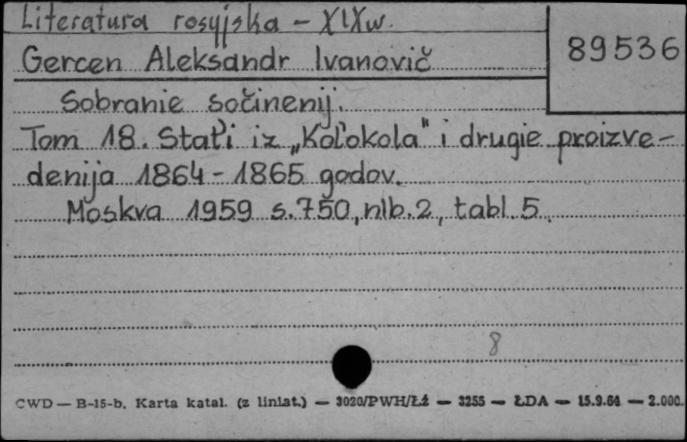 Literatura rosyjska - XIXw.
89536
Gercen Aleksandr Ivanovič
Sobranie sočinenij.
Tom 18. Stat'i iz „Kol'okola" i drugie proizve-
denija 1864-1865 godov.
Moskva 1959 s.750, nlb.2, tabl.5.
8
CWD — B-15-b. Karta katal. (z liniat.) — 3020/PWH/Łź — 3255 — ŁDA — 15.9.64 — 2.000.